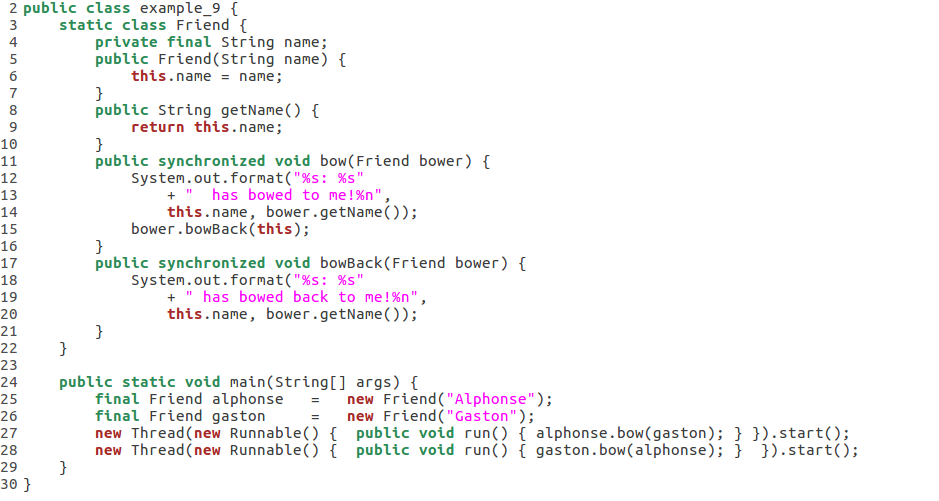 2 public class example_9 {
3     static class Friend {
4         private final String name;
5         public Friend(String name) {
6             this.name = name;
7         }
8         public String getName() {
9             return this.name;
10         }
11         public synchronized void bow(Friend bower) {
12             System.out.format("%s: %s"
13                 + "  has bowed to me!%n",
14                 this.name, bower.getName());
15             bower.bowBack(this);
16         }
17         public synchronized void bowBack(Friend bower) {
18             System.out.format("%s: %s"
19                 + " has bowed back to me!%n",
20                 this.name, bower.getName());
21         }
22     }
23
24     public static void main(String[] args) {
25         final Friend alphonse   =   new Friend("Alphonse");
26         final Friend gaston     =   new Friend("Gaston");
27         new Thread(new Runnable() {  public void run() { alphonse.bow(gaston); } }).start();
28         new Thread(new Runnable() {  public void run() { gaston.bow(alphonse); }  }).start();
29     }
30 }